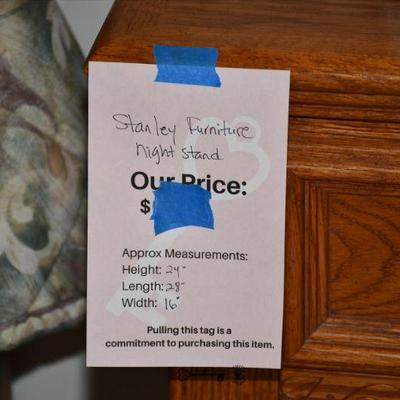 Stanley Furniture
night stand
Our Price:
$
Approx Measurements:
Height: 24"
Length: 28"
Width: 16"
Pulling this tag is a
commitment to purchasing this item.